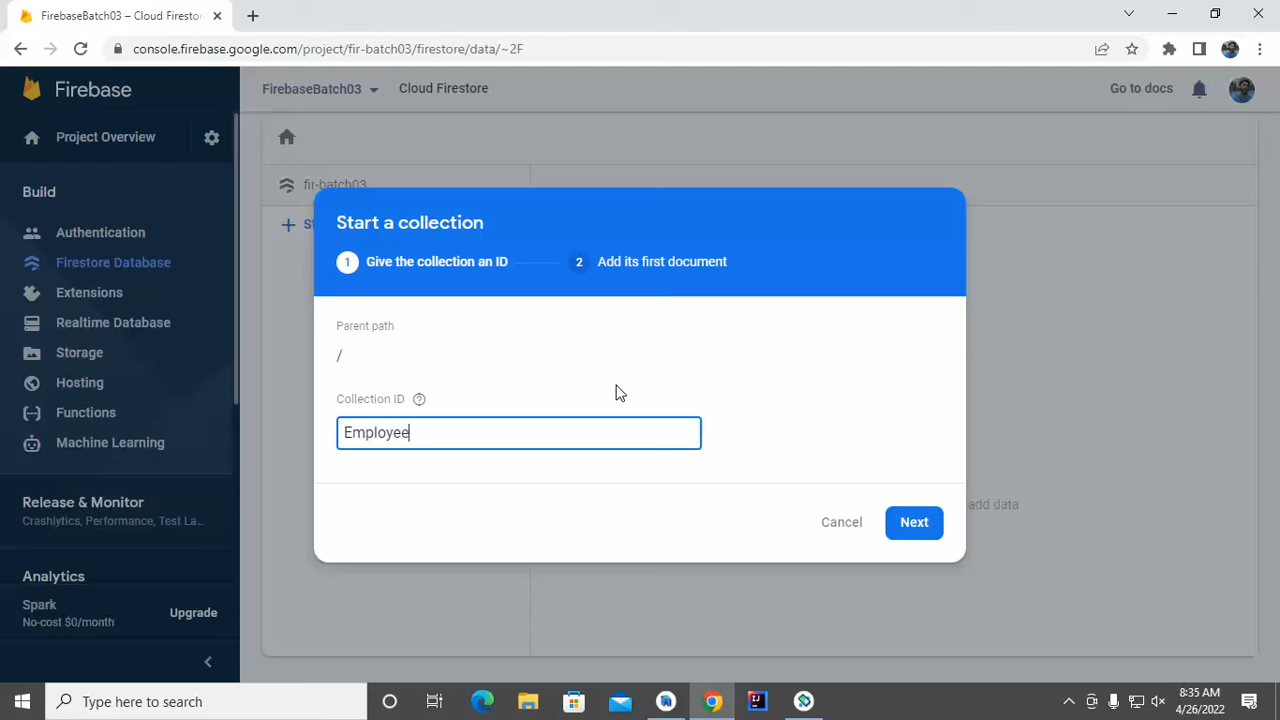 FirebaseBatch03 – Cloud Firestor
console.firebase.google.com/project/fir-batch03/firestore/data/~2F
Firebase
FirebaseBatch03
Cloud Firestore
Go to docs
Project Overview
fir-batch03
Build
Start a collection
1 Give the collection an ID
2 Add its first document
Authentication
Firestore Database
Extensions
Realtime Database
Storage
Hosting
Functions
Machine Learning
Parent path
/
Collection ID
Employee
add data
Cancel
Next
Release & Monitor
Crashlytics, Performance, Test La...
Analytics
Spark
No-cost $0/month
Upgrade
Type here to search
8:35 AM
4/26/2022